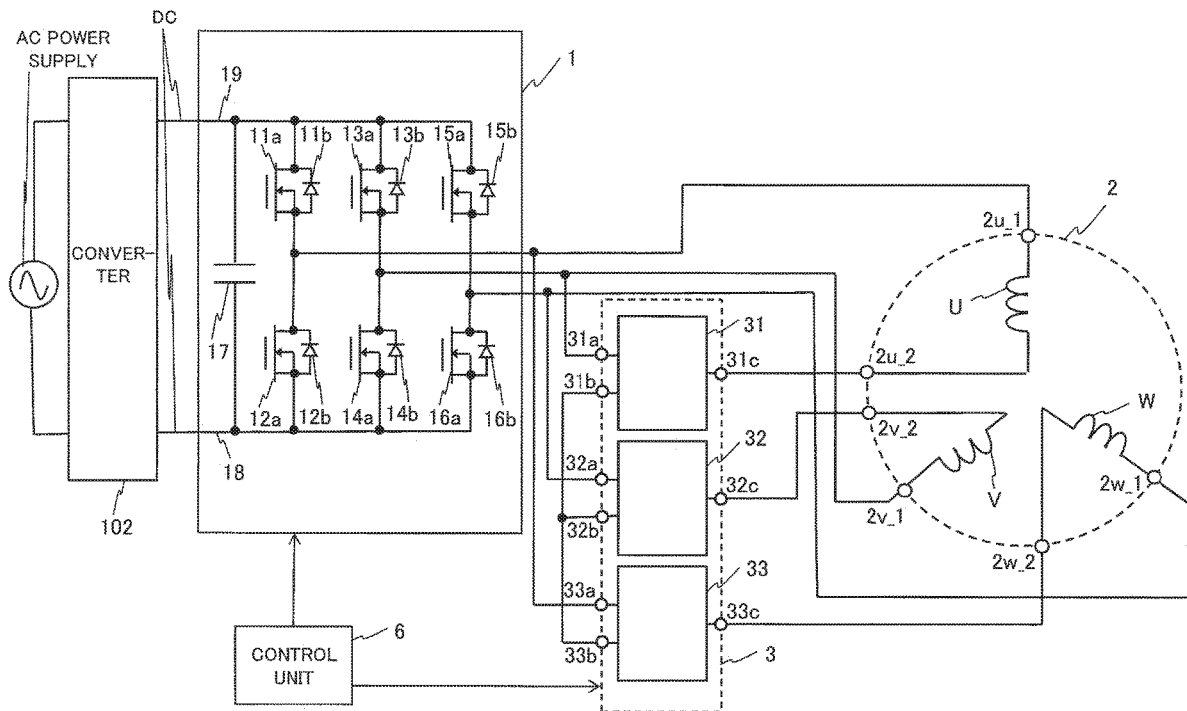 DC
AC POWER
SUPPLY
19
1
11a 11b 13a 13b 15a 15b
CONVER-
TER
17
12a 12b 14a 14b 16a 16b
18
102
2u_1
2
U
31a
31
31c
31b
2u_2
2v_2
W
32a
32
32c
32b
2v_1
V
2w_1
2w_2
33a
33
33c
33b
3
6
CONTROL
UNIT